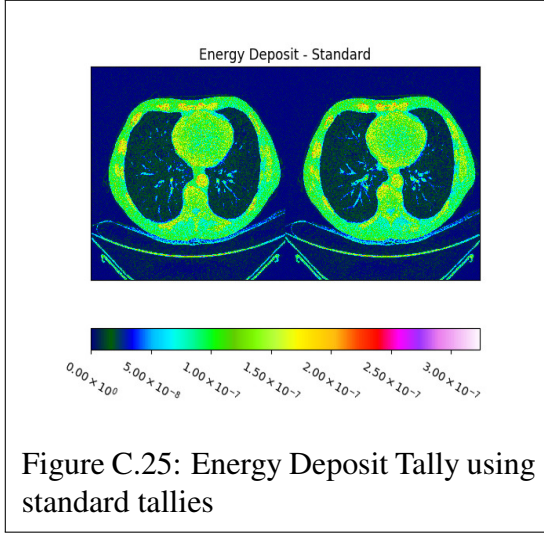 Energy Deposit - Standard
0.00 × 10⁰
5.00 × 10⁻⁸
1.00 × 10⁻⁷
1.50 × 10⁻⁷
2.00 × 10⁻⁷
2.50 × 10⁻⁷
3.00 × 10⁻⁷
Figure C.25: Energy Deposit Tally using
standard tallies